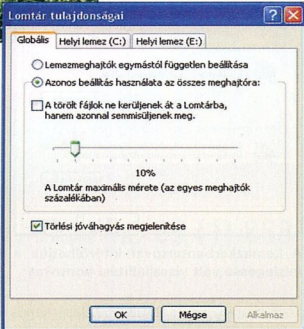 Lomtár tulajdonságai
Globális Helyi lemez (C:) Helyi lemez (E:)
Lemezmeghajtók egymástól független beállítása
Azonos beállítás használata az összes meghajtóra:
A törölt fájlok ne kerüljenek át a Lomtárba,
hanem azonnal semmisüljenek meg.
10%
A Lomtár maximális mérete (az egyes meghajtók
százalékában)
Törlési jóváhagyás megjelenítése
OK Mégse Alkalmaz